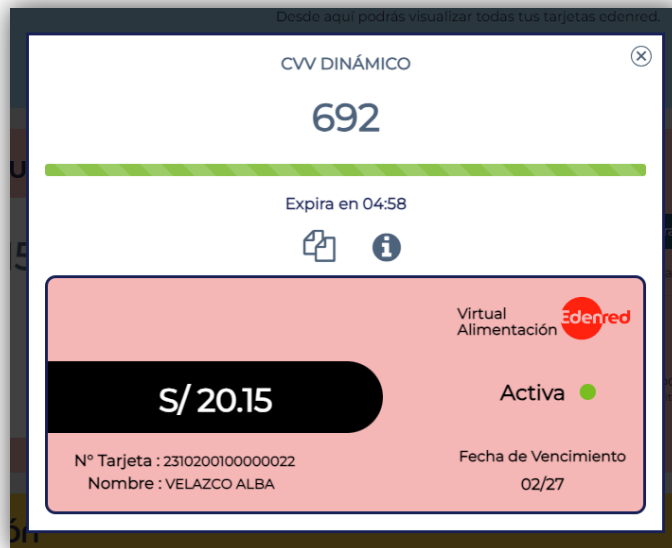 Desde aquí podrás visualizar todas tus tarjetas edenred.
CVV DINÁMICO
692
Expira en 04:58
Virtual
Alimentación
Edenred
S/ 20.15
Activa
Nº Tarjeta : 2310200100000022
Nombre : VELAZCO ALBA
Fecha de Vencimiento
02/27